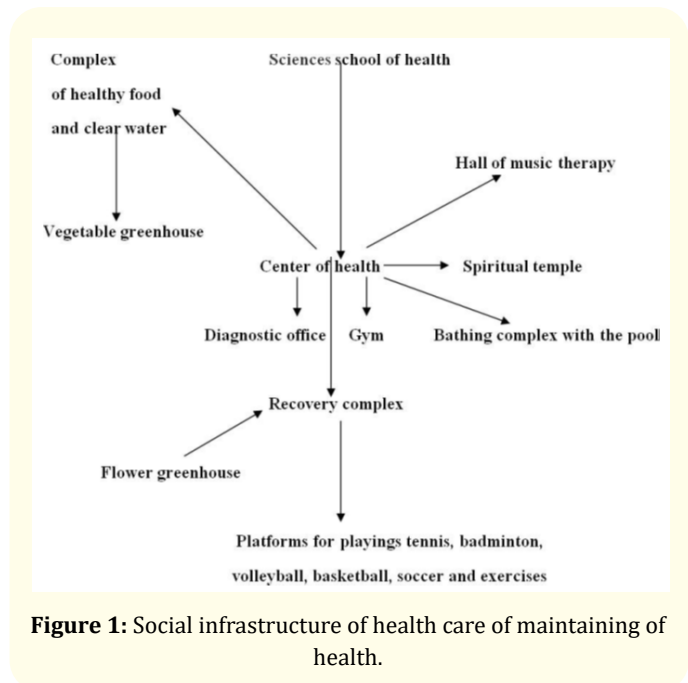 Complex
of healthy food
and clear water
Sciences school of health
Hall of music therapy
Vegetable greenhouse
Center of health
Spiritual temple
Diagnostic office
Gym
Bathing complex with the pool
Recovery complex
Flower greenhouse
Platforms for playings tennis, badminton,
volleyball, basketball, soccer and exercises
Figure 1: Social infrastructure of health care of maintaining of
health.